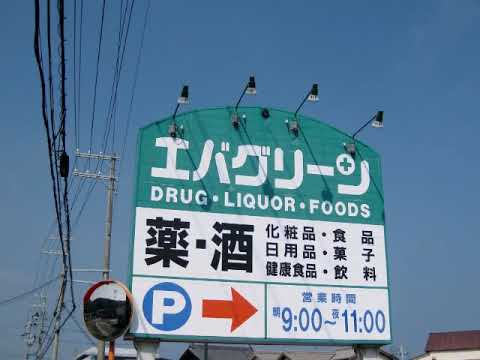 エバグリーン
DRUG・LIQUOR・FOODS
薬・酒
化粧品・食品
日用品・菓子
健康食品・飲料
P
営業時間
朝9:00〜夜11:00